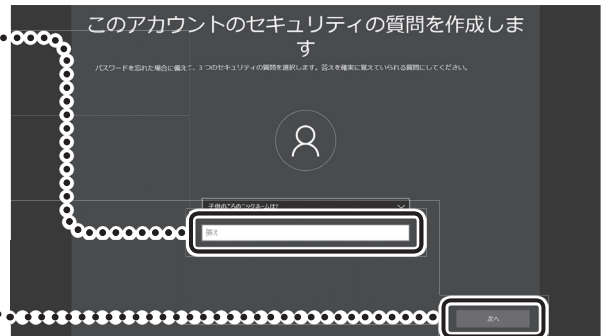 このアカウントのセキュリティの質問を作成しま
す
パスワードを忘れた場合に備えて、3 つのセキュリティの質問を選択します。答えを確実に覚えていられる質問にしてください。
子供のころのニックネームは?
答え
次へ